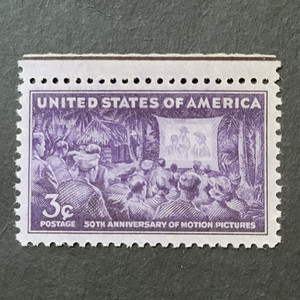 UNITED STATES OF AMERICA
3¢
POSTAGE 50TH ANNIVERSARY OF MOTION PICTURES